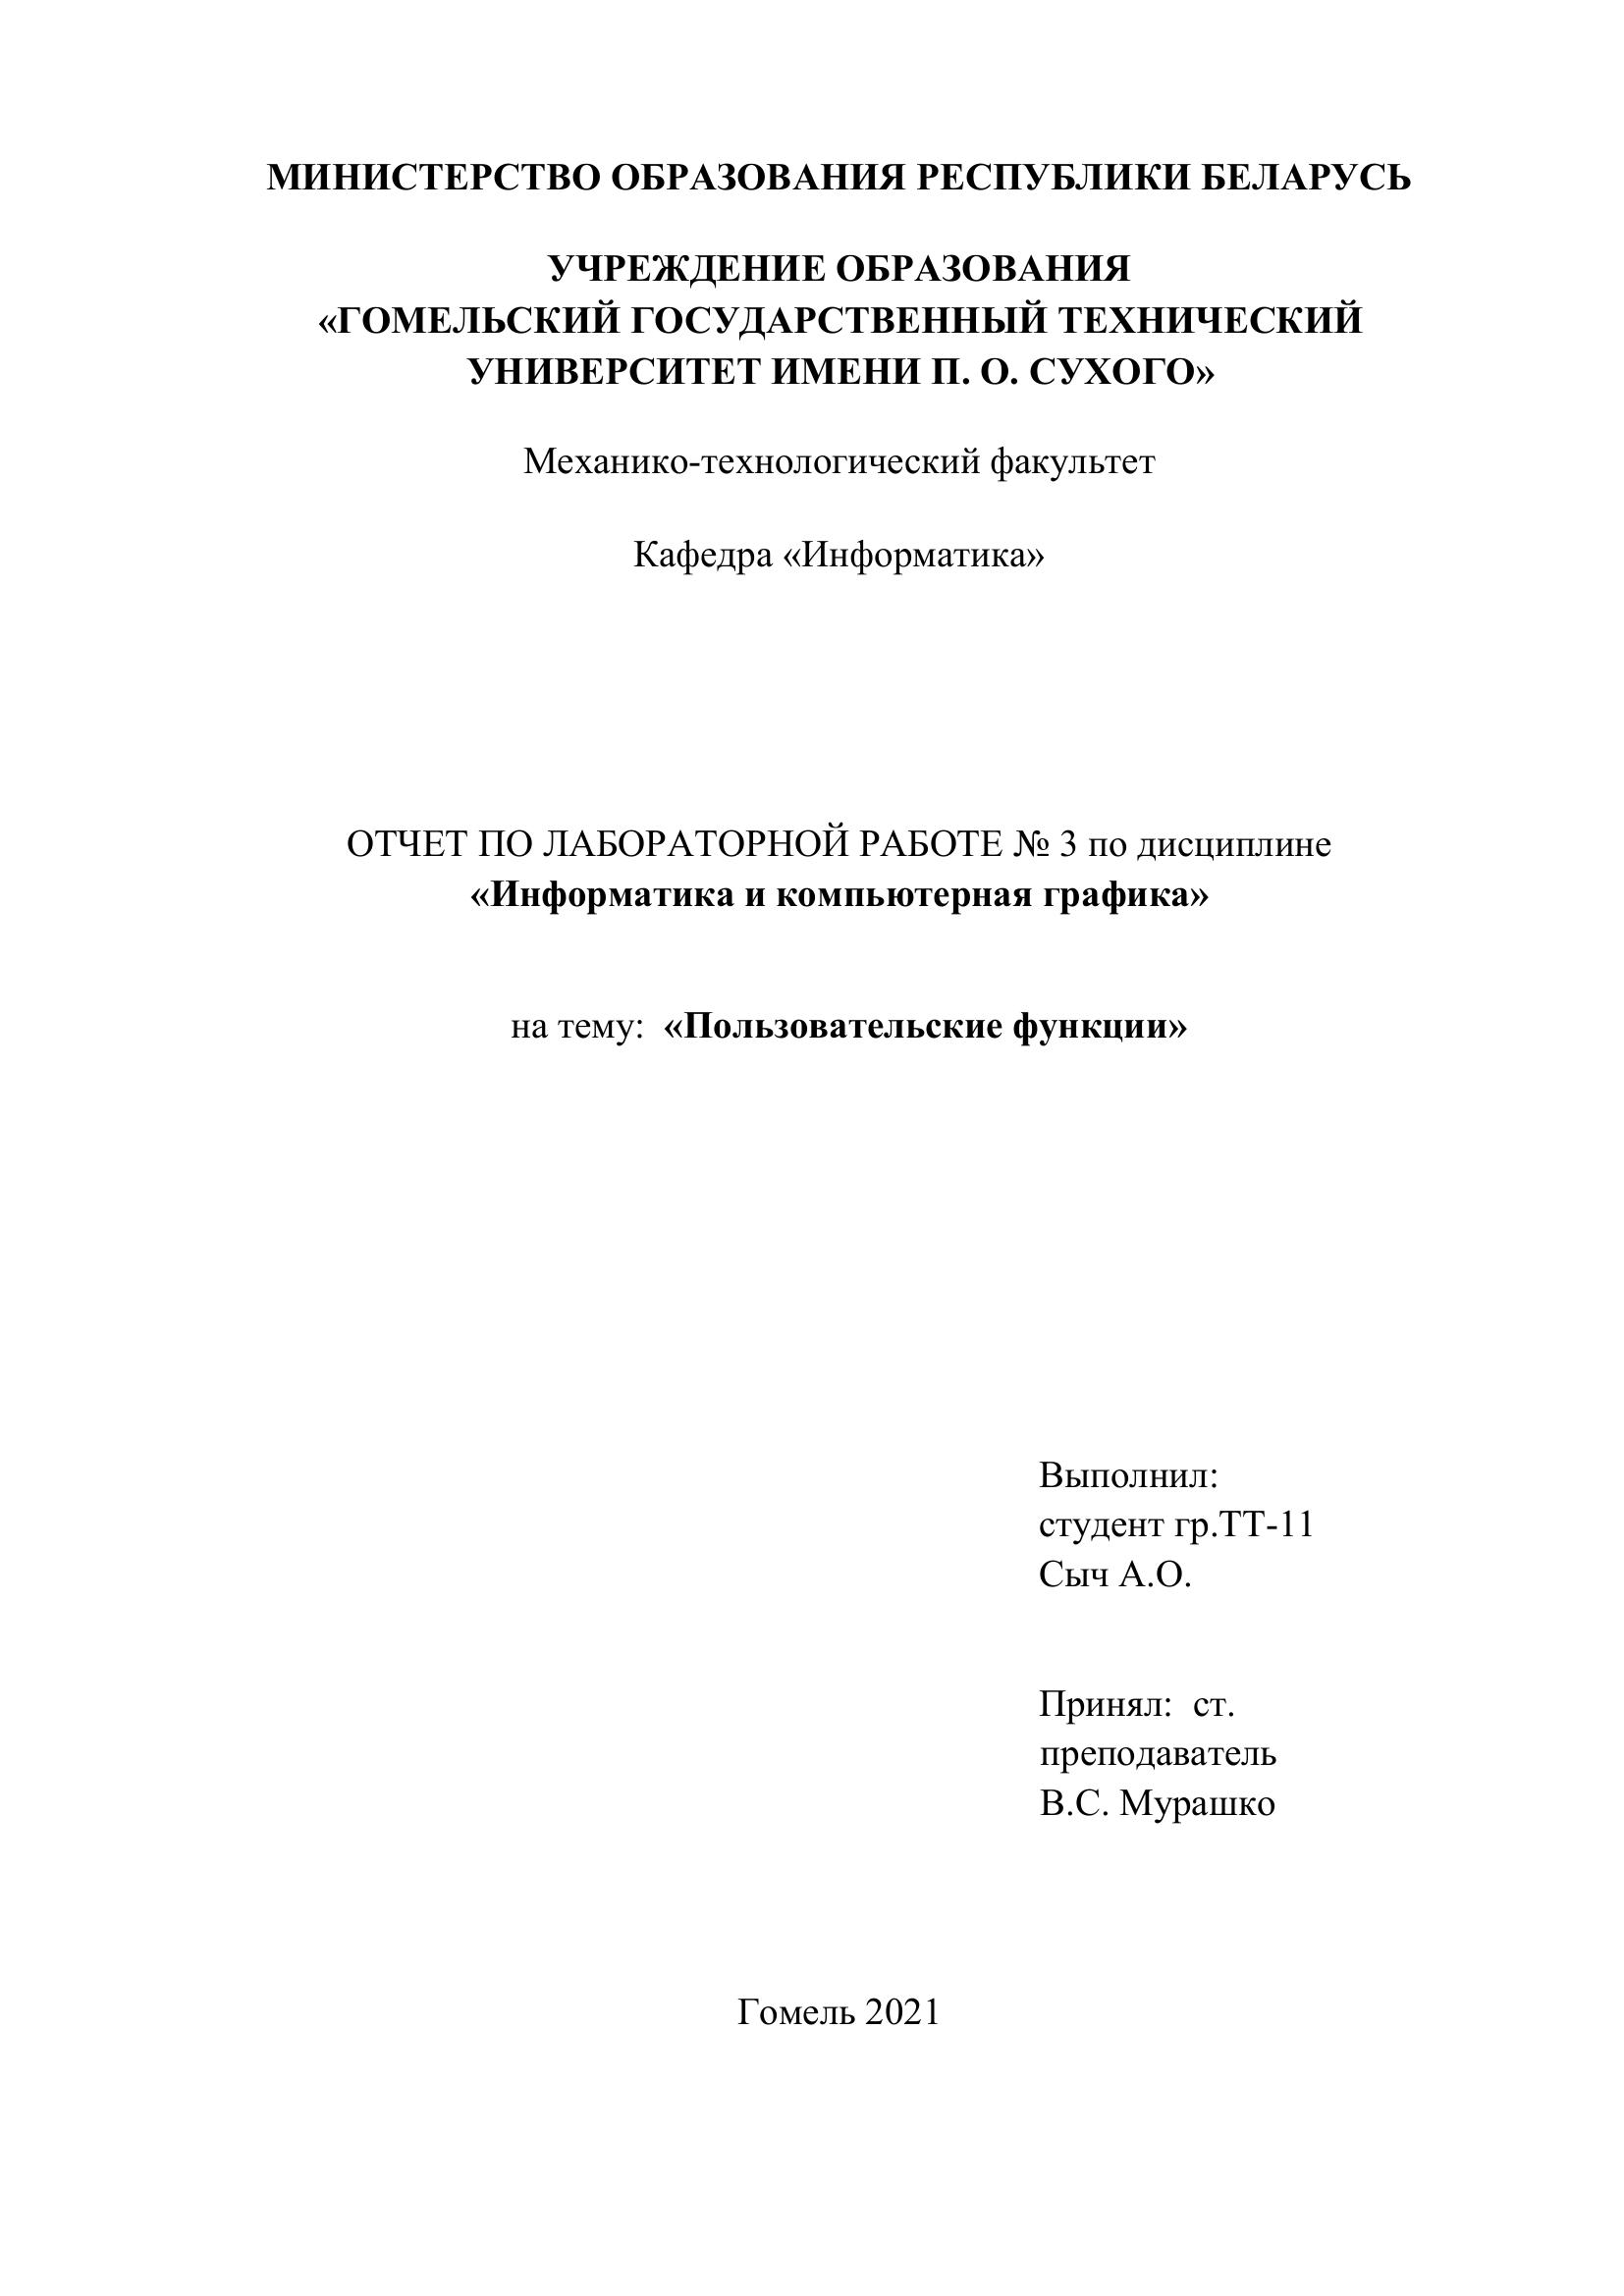 МИНИСТЕРСТВО ОБРАЗОВАНИЯ РЕСПУБЛИКИ БЕЛАРУСЬ
УЧРЕЖДЕНИЕ ОБРАЗОВАНИЯ
«ГОМЕЛЬСКИЙ ГОСУДАРСТВЕННЫЙ ТЕХНИЧЕСКИЙ
УНИВЕРСИТЕТ ИМЕНИ П. О. СУХОГО»
Механико-технологический факультет
Кафедра «Информатика»
ОТЧЕТ ПО ЛАБОРАТОРНОЙ РАБОТЕ № 3 по дисциплине
«Информатика и компьютерная графика»
на тему: «Пользовательские функции»
Выполнил:
студент гр.ТТ-11
Сыч А.О.
Принял: ст.
преподаватель
В.С. Мурашко
Гомель 2021